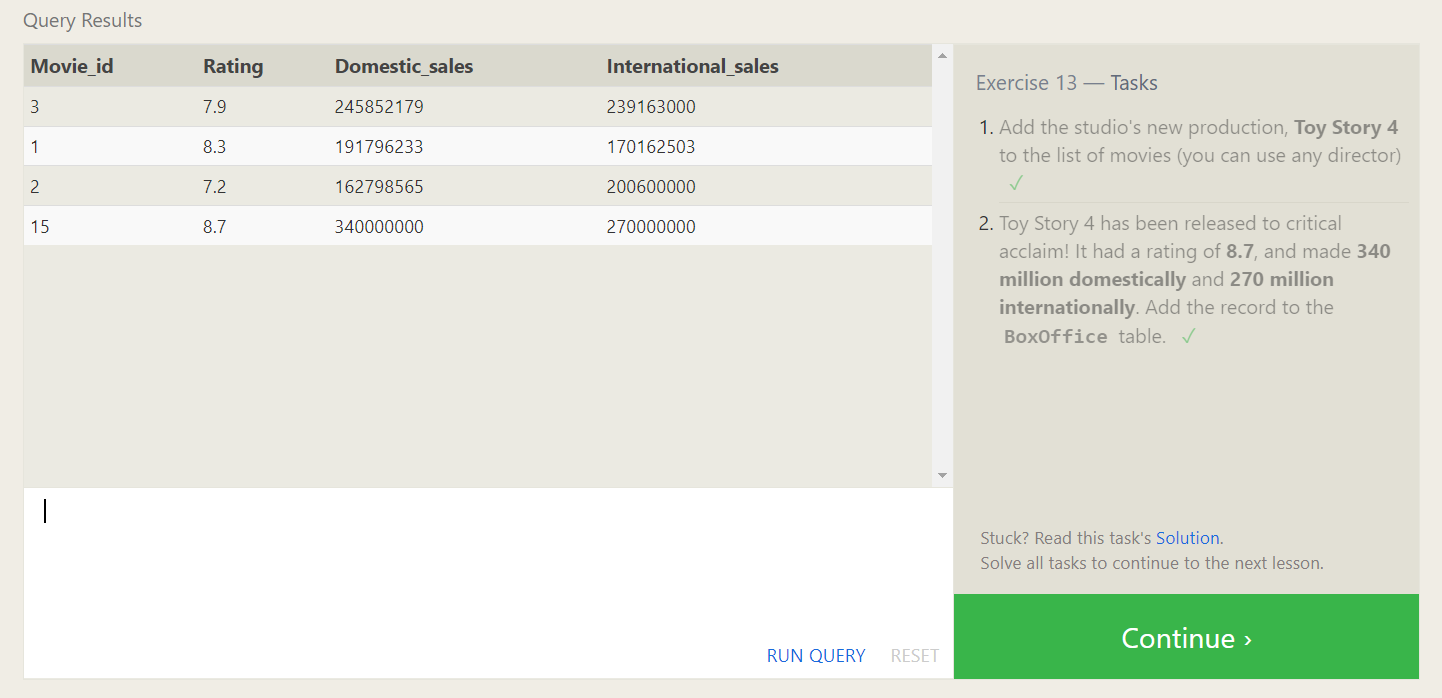 Query Results
Movie_id Rating Domestic_sales International_sales
3 7.9 245852179 239163000
1 8.3 191796233 170162503
2 7.2 162798565 200600000
15 8.7 340000000 270000000
RUN QUERY RESET
Exercise 13 — Tasks
1. Add the studio's new production, Toy Story 4
to the list of movies (you can use any director)
✓
2. Toy Story 4 has been released to critical
acclaim! It had a rating of 8.7, and made 340
million domestically and 270 million
internationally. Add the record to the
BoxOffice table. ✓
Stuck? Read this task's Solution.
Solve all tasks to continue to the next lesson.
Continue ›